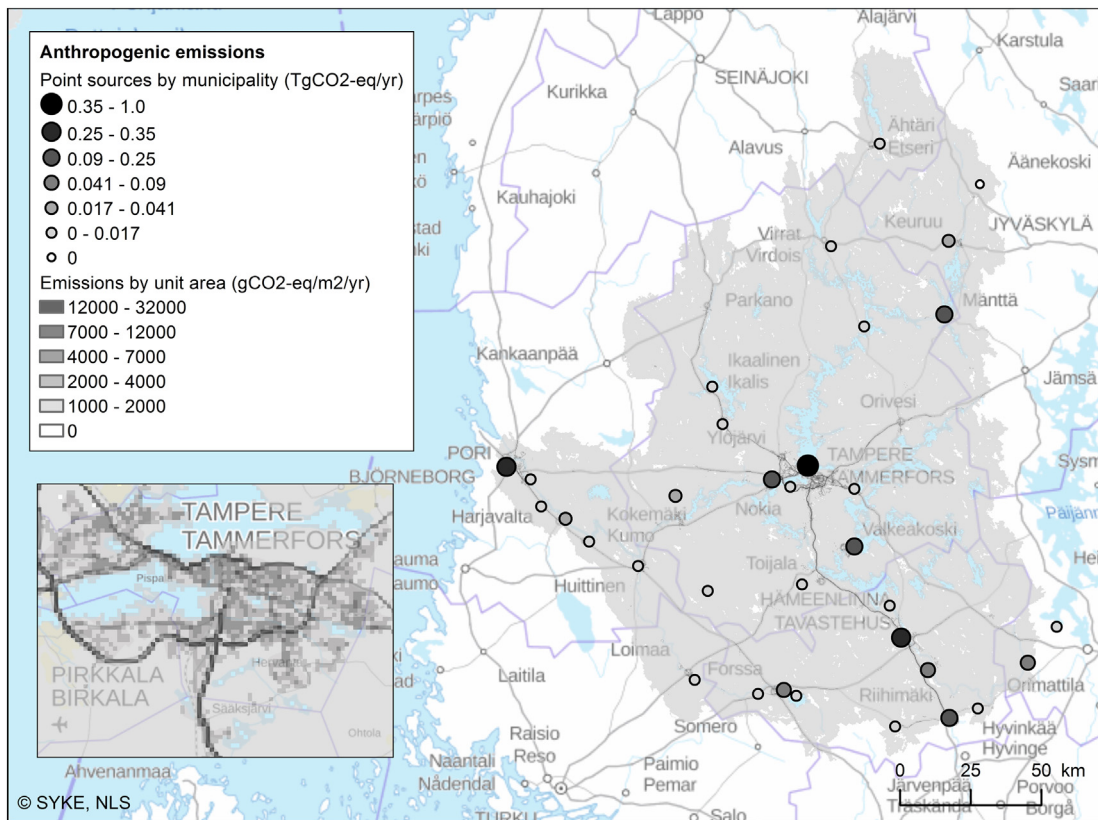 Anthropogenic emissions
Point sources by municipality (TgCO2-eq/yr)
0.35 - 1.0
0.25 - 0.35
0.09 - 0.25
0.041 - 0.09
0.017 - 0.041
0 - 0.017
0
Emissions by unit area (gCO2-eq/m2/yr)
12000 - 32000
7000 - 12000
4000 - 7000
2000 - 4000
1000 - 2000
0
Lappo
Alajärvi
Karstula
SEINÄJOKI
Kurikka
Ähtäri
Etseri
Alavus
Äänekoski
Kauhajoki
Keuruu
JYVÄSKYLÄ
Virrat
Virdois
Parkano
Mänttä
Kankaanpää
Ikaalinen
Ikalis
Jämsä
Orivesi
Ylöjärvi
PORI
BJÖRNEBORG
TAMPERE
TAMMERFORS
Harjavalta
Kokemäki
Kumo
Nokia
Valkeakoski
Huittinen
Toijala
HÄMEENLINNA
TAVASTEHUS
Loimaa
Laitila
Forssa
Riihimäki
Orimattila
Somero
Hyvinkää
Hyvinge
Raisio
Reso
Naantali
Nådendal
Paimio
Pemar
Järvenpää
Träskända
Porvoo
Borgå
Salo
TURKU
0 25 50 km
TAMPERE
TAMMERFORS
Pispa
PIRKKALA
BIRKALA
Sääksjärvi
Ohtola
Ahvenanmaa
© SYKE, NLS